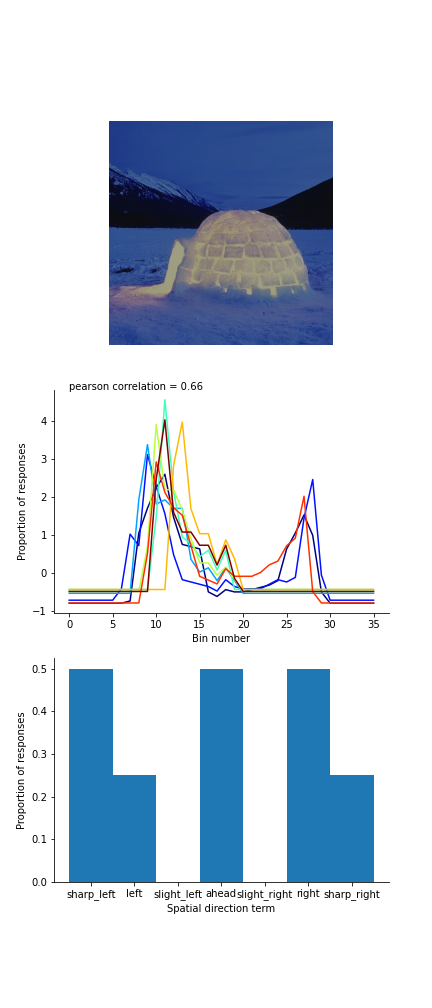 pearson correlation = 0.66
Proportion of responses
4
3
2
1
0
−1
0 5 10 15 20 25 30 35
Bin number
Proportion of responses
0.5
0.4
0.3
0.2
0.1
0.0
sharp_left left slight_left ahead slight_right right sharp_right
Spatial direction term